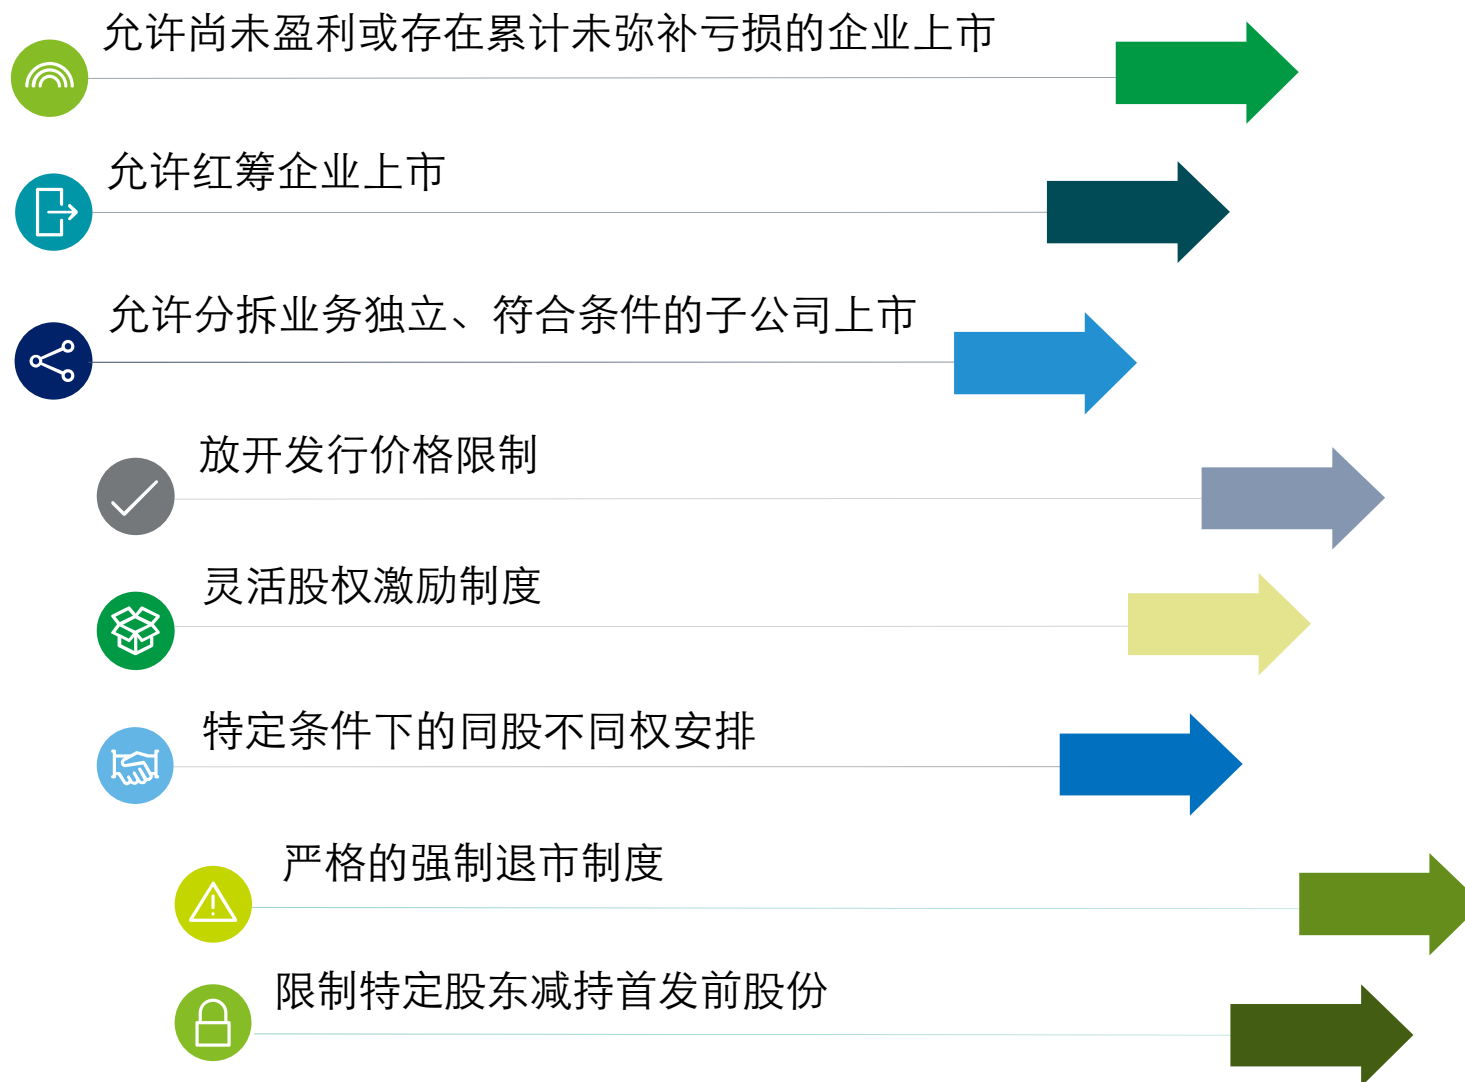 允许尚未盈利或存在累计未弥补亏损的企业上市
允许红筹企业上市
允许分拆业务独立、符合条件的子公司上市
放开发行价格限制
灵活股权激励制度
特定条件下的同股不同权安排
严格的强制退市制度
限制特定股东减持首发前股份